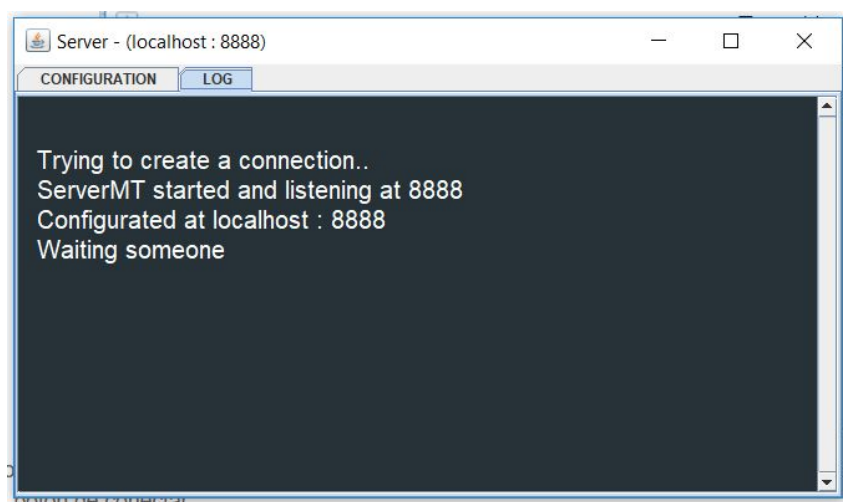 Server - (localhost : 8888)
CONFIGURATION LOG
Trying to create a connection..
ServerMT started and listening at 8888
Configurated at localhost : 8888
Waiting someone